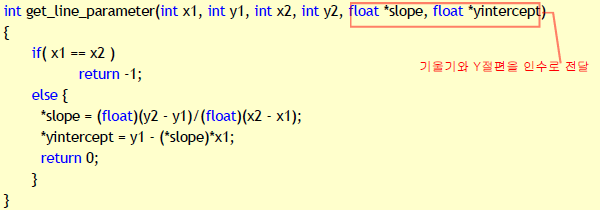 int get_line_parameter(int x1, int y1, int x2, int y2, float *slope, float *yintercept)
{
if( x1 == x2 )
return -1;
else {
*slope = (float)(y2 - y1)/(float)(x2 - x1);
*yintercept = y1 - (*slope)*x1;
return 0;
}
}
기울기와 Y절편을 인수로 전달